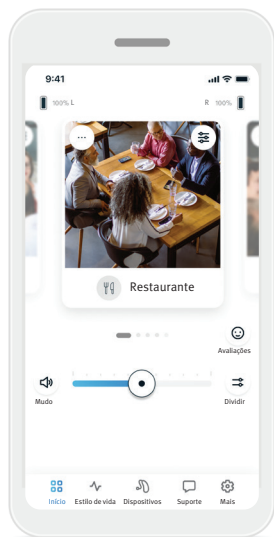 9:41
100% L
R 100%
Restaurante
Avaliações
Mudo
Dividir
Início Estilo de vida Dispositivos Suporte Mais